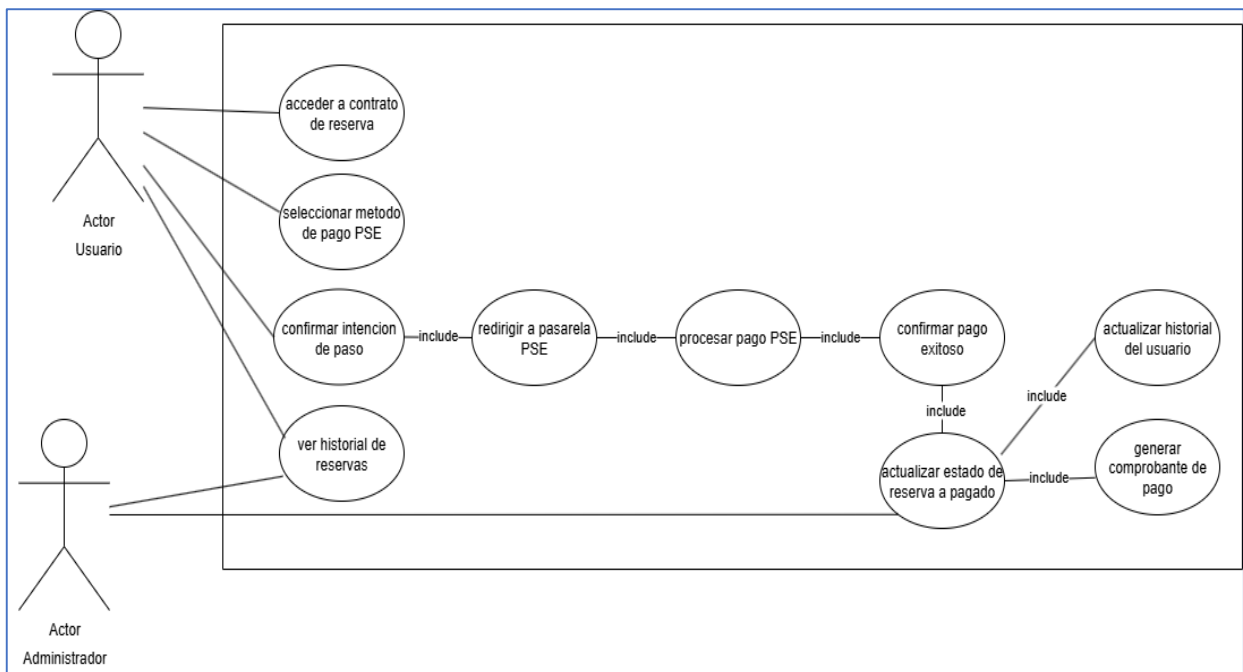 Actor
Usuario
acceder a contrato
de reserva
seleccionar metodo
de pago PSE
confirmar intencion
de paso
include
redirigir a pasarela
PSE
include
procesar pago PSE
include
confirmar pago
exitoso
actualizar historial
del usuario
include
include
ver historial de
reservas
actualizar estado de
reserva a pagado
include
generar
comprobante de
pago
Actor
Administrador